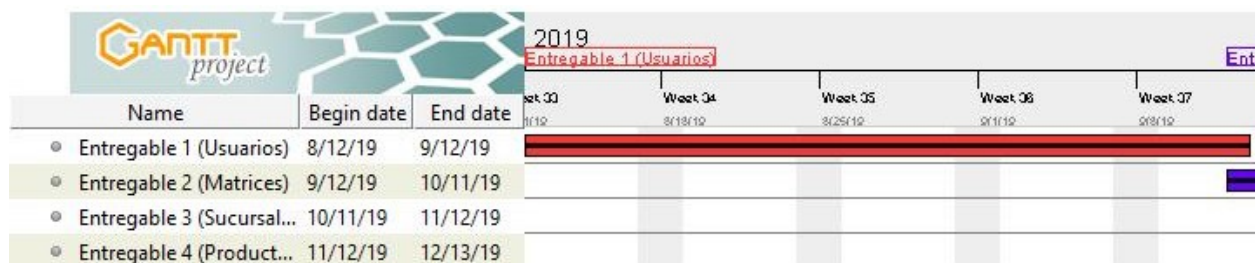 GANTT
project
2019
Entregable 1 (Usuarios)
Ent
Week 34
Week 35
Week 36
Week 37
8/18/19
8/25/19
9/1/19
9/8/19
Name Begin date End date
Entregable 1 (Usuarios) 8/12/19 9/12/19
Entregable 2 (Matrices) 9/12/19 10/11/19
Entregable 3 (Sucursal... 10/11/19 11/12/19
Entregable 4 (Product... 11/12/19 12/13/19